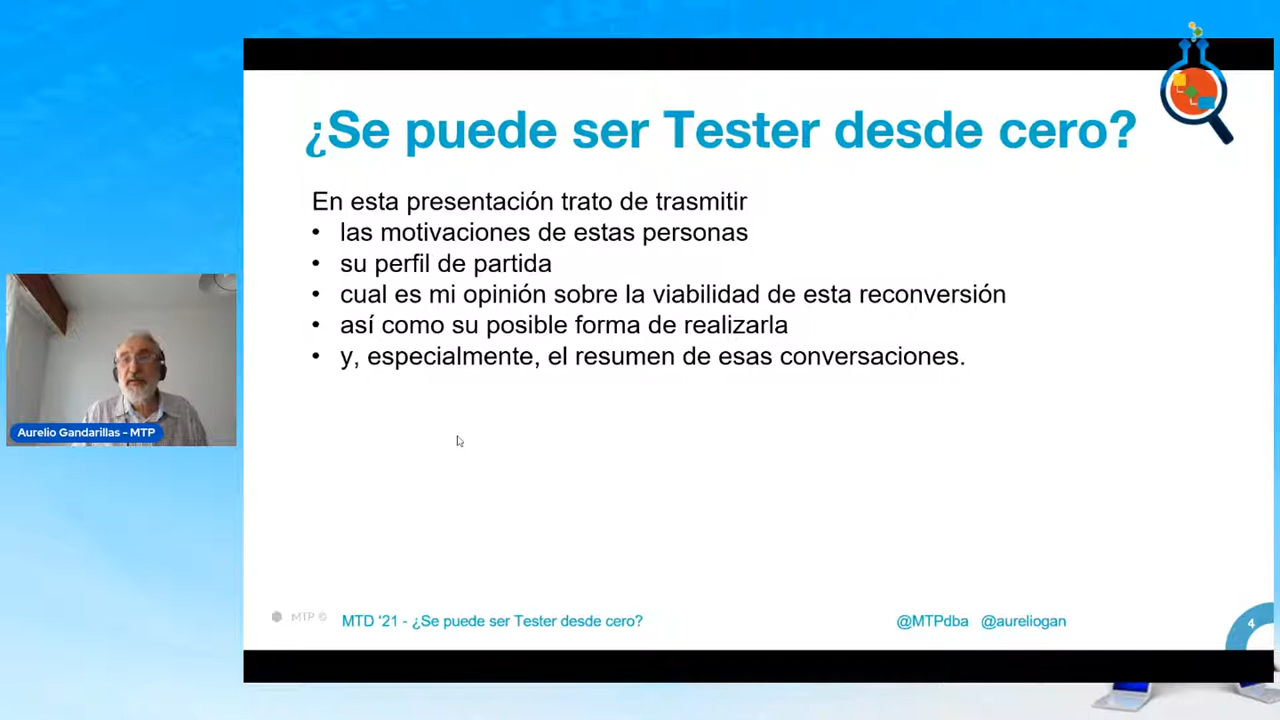 ¿Se puede ser Tester desde cero?
En esta presentación trato de trasmitir
• las motivaciones de estas personas
• su perfil de partida
• cual es mi opinión sobre la viabilidad de esta reconversión
• así como su posible forma de realizarla
• y, especialmente, el resumen de esas conversaciones.
Aurelio Gandarillas - MTP
MTP © MTD '21 - ¿Se puede ser Tester desde cero? @MTPdba @aureliogan 4